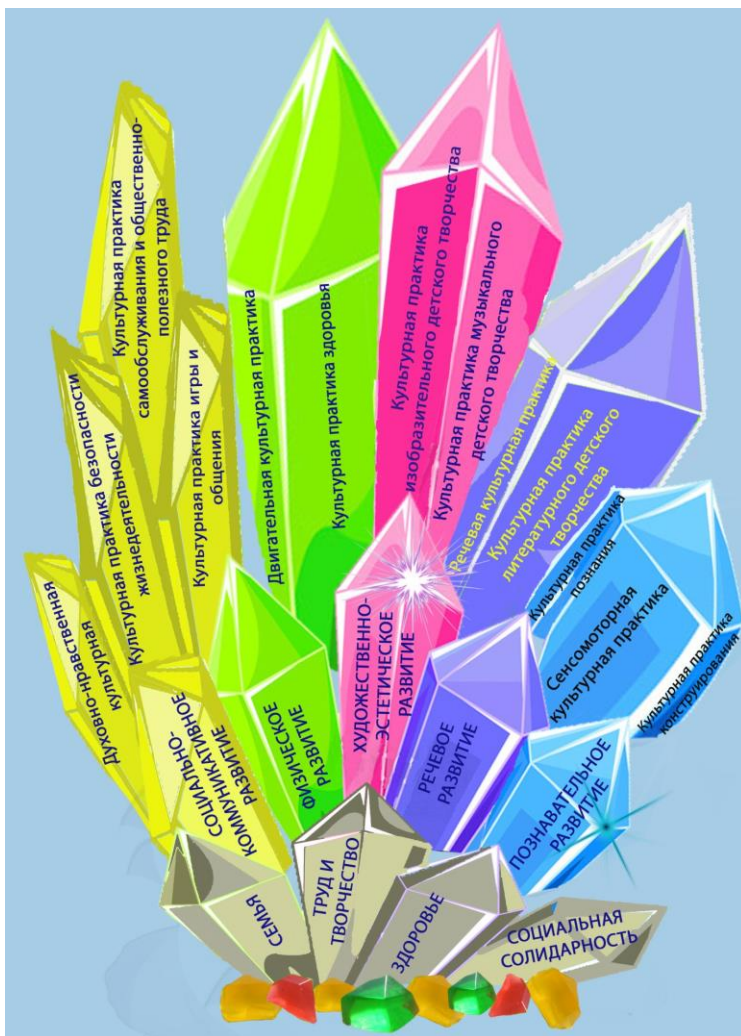 Культурная практика
самообслуживания и общественно-
полезного труда
Культурная практика игры и
общения
Культурная практика безопасности
жизнедеятельности
Духовно-нравственная
культурная
СОЦИАЛЬНО-
КОММУНИКАТИВНОЕ
РАЗВИТИЕ
Двигательная культурная практика
Культурная практика здоровья
ФИЗИЧЕСКОЕ
РАЗВИТИЕ
Культурная практика
изобразительного детского творчества
Культурная практика музыкального
детского творчества
ХУДОЖЕСТВЕННО-
ЭСТЕТИЧЕСКОЕ
РАЗВИТИЕ
Речевая культурная практика
Культурная практика
литературного детского
творчества
РЕЧЕВОЕ
РАЗВИТИЕ
Культурная практика
познания
Сенсомоторная
культурная практика
Культурная практика
конструирования
ПОЗНАВАТЕЛЬНОЕ
РАЗВИТИЕ
СЕМЬЯ
ТРУД И
ТВОРЧЕСТВО
ЗДОРОВЬЕ
СОЦИАЛЬНАЯ
СОЛИДАРНОСТЬ